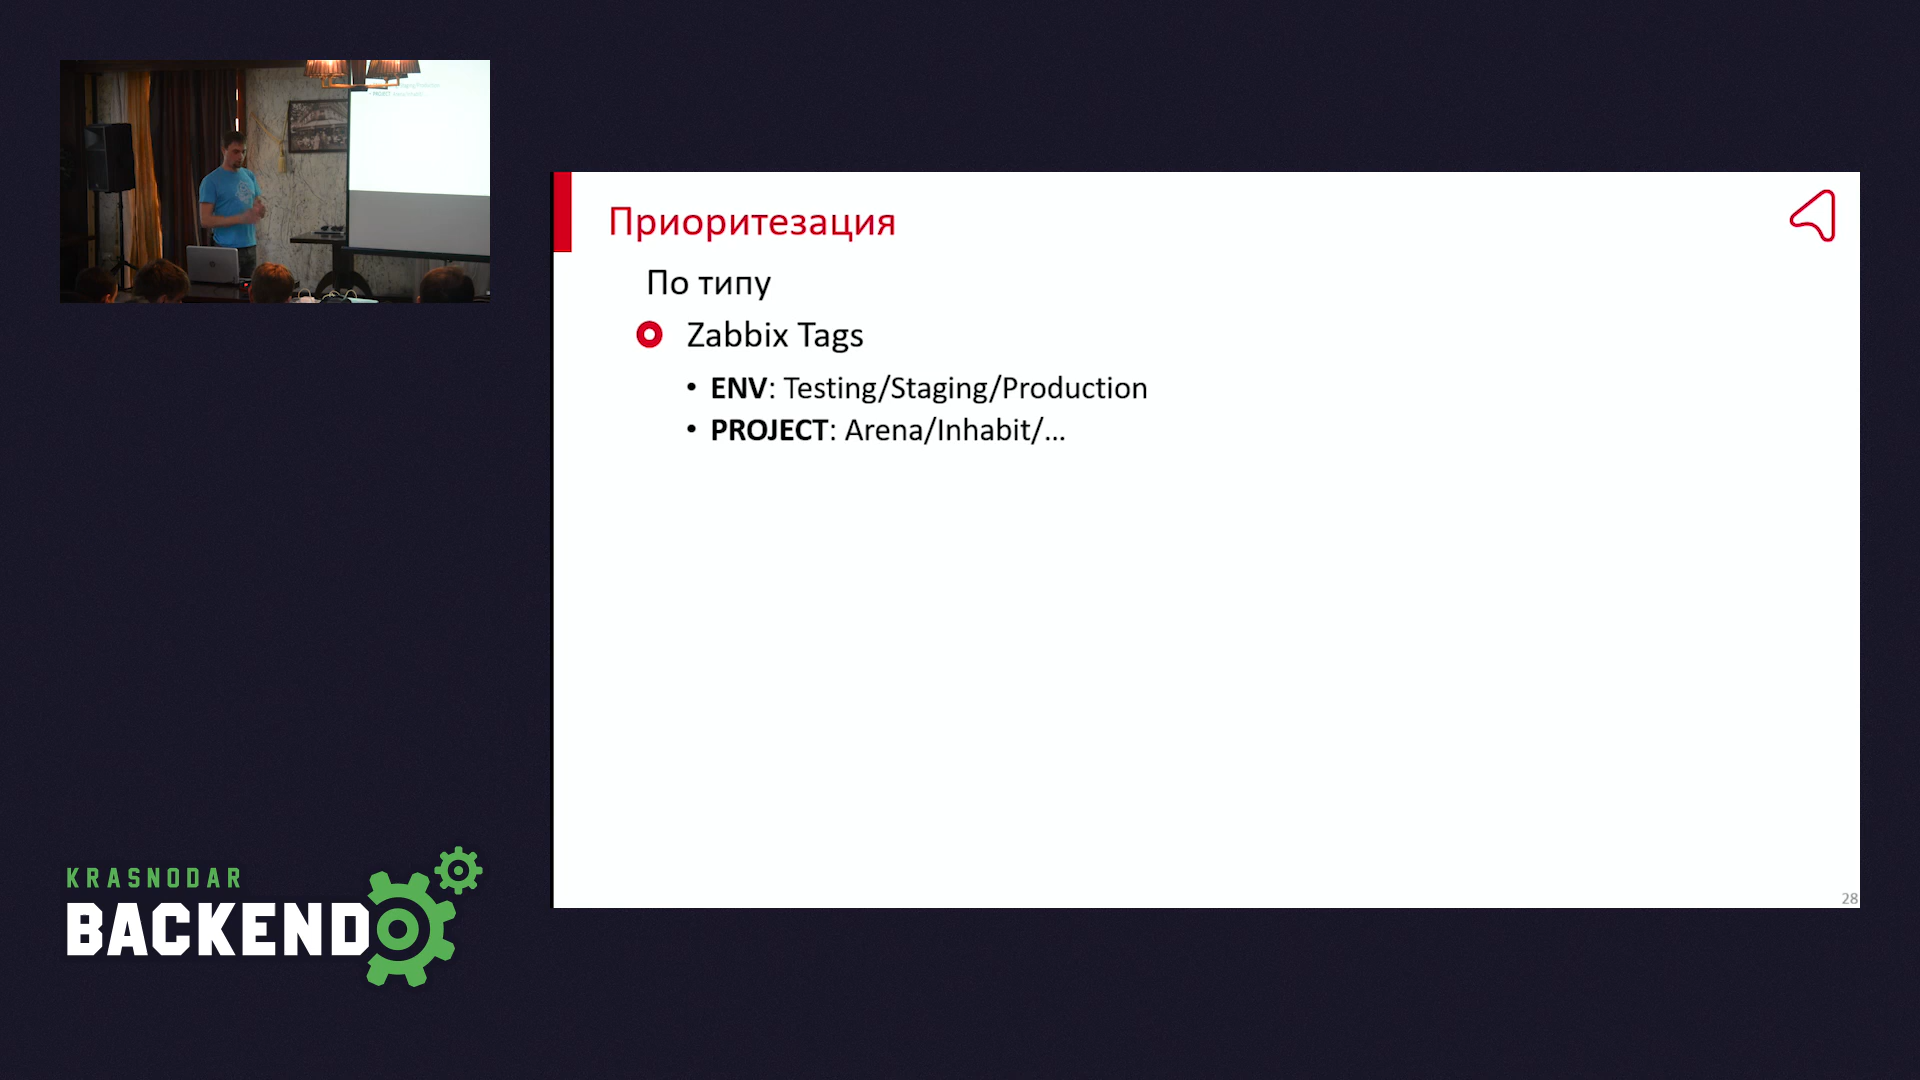 Приоритезация
По типу
Zabbix Tags
• ENV: Testing/Staging/Production
• PROJECT: Arena/Inhabit/...
28
KRASNODAR
BACKEND